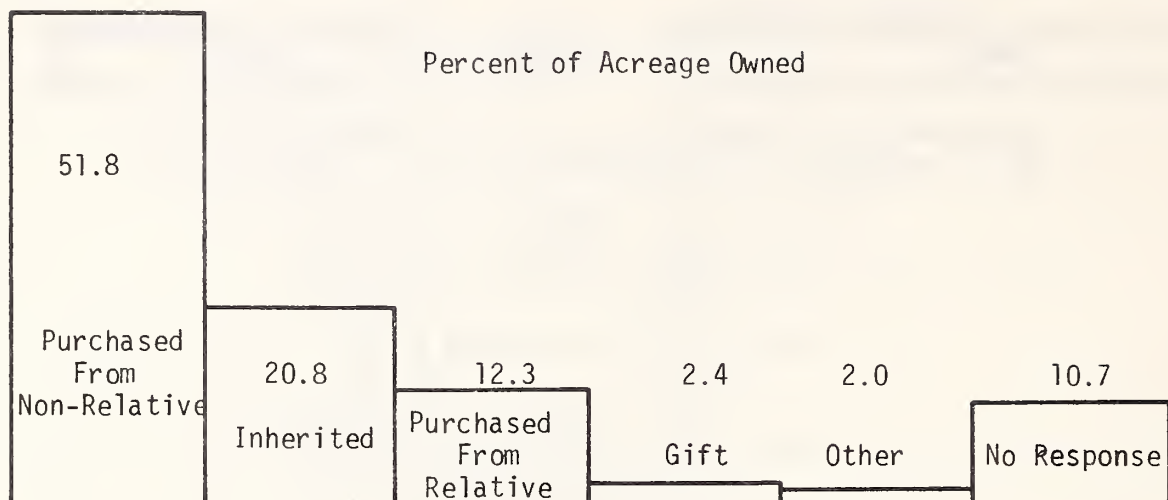 Percent of Acreage Owned
51.8
Purchased
From
Non-Relative
20.8
Inherited
12.3
Purchased
From
Relative
2.4
Gift
2.0
Other
10.7
No Response